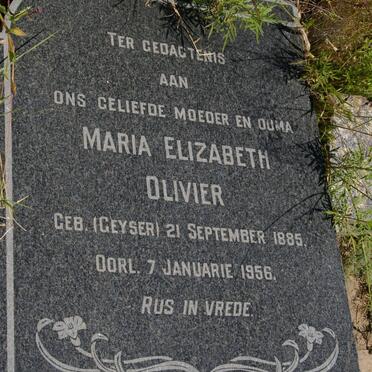 TER GEDAGTENIS
AAN
ONS GELIEFDE MOEDER EN OUMA
MARIA ELIZABETH
OLIVIER
GEB. (GEYSER) 21 SEPTEMBER 1885.
OORL. 7 JANUARIE 1956.
RUS IN VREDE.